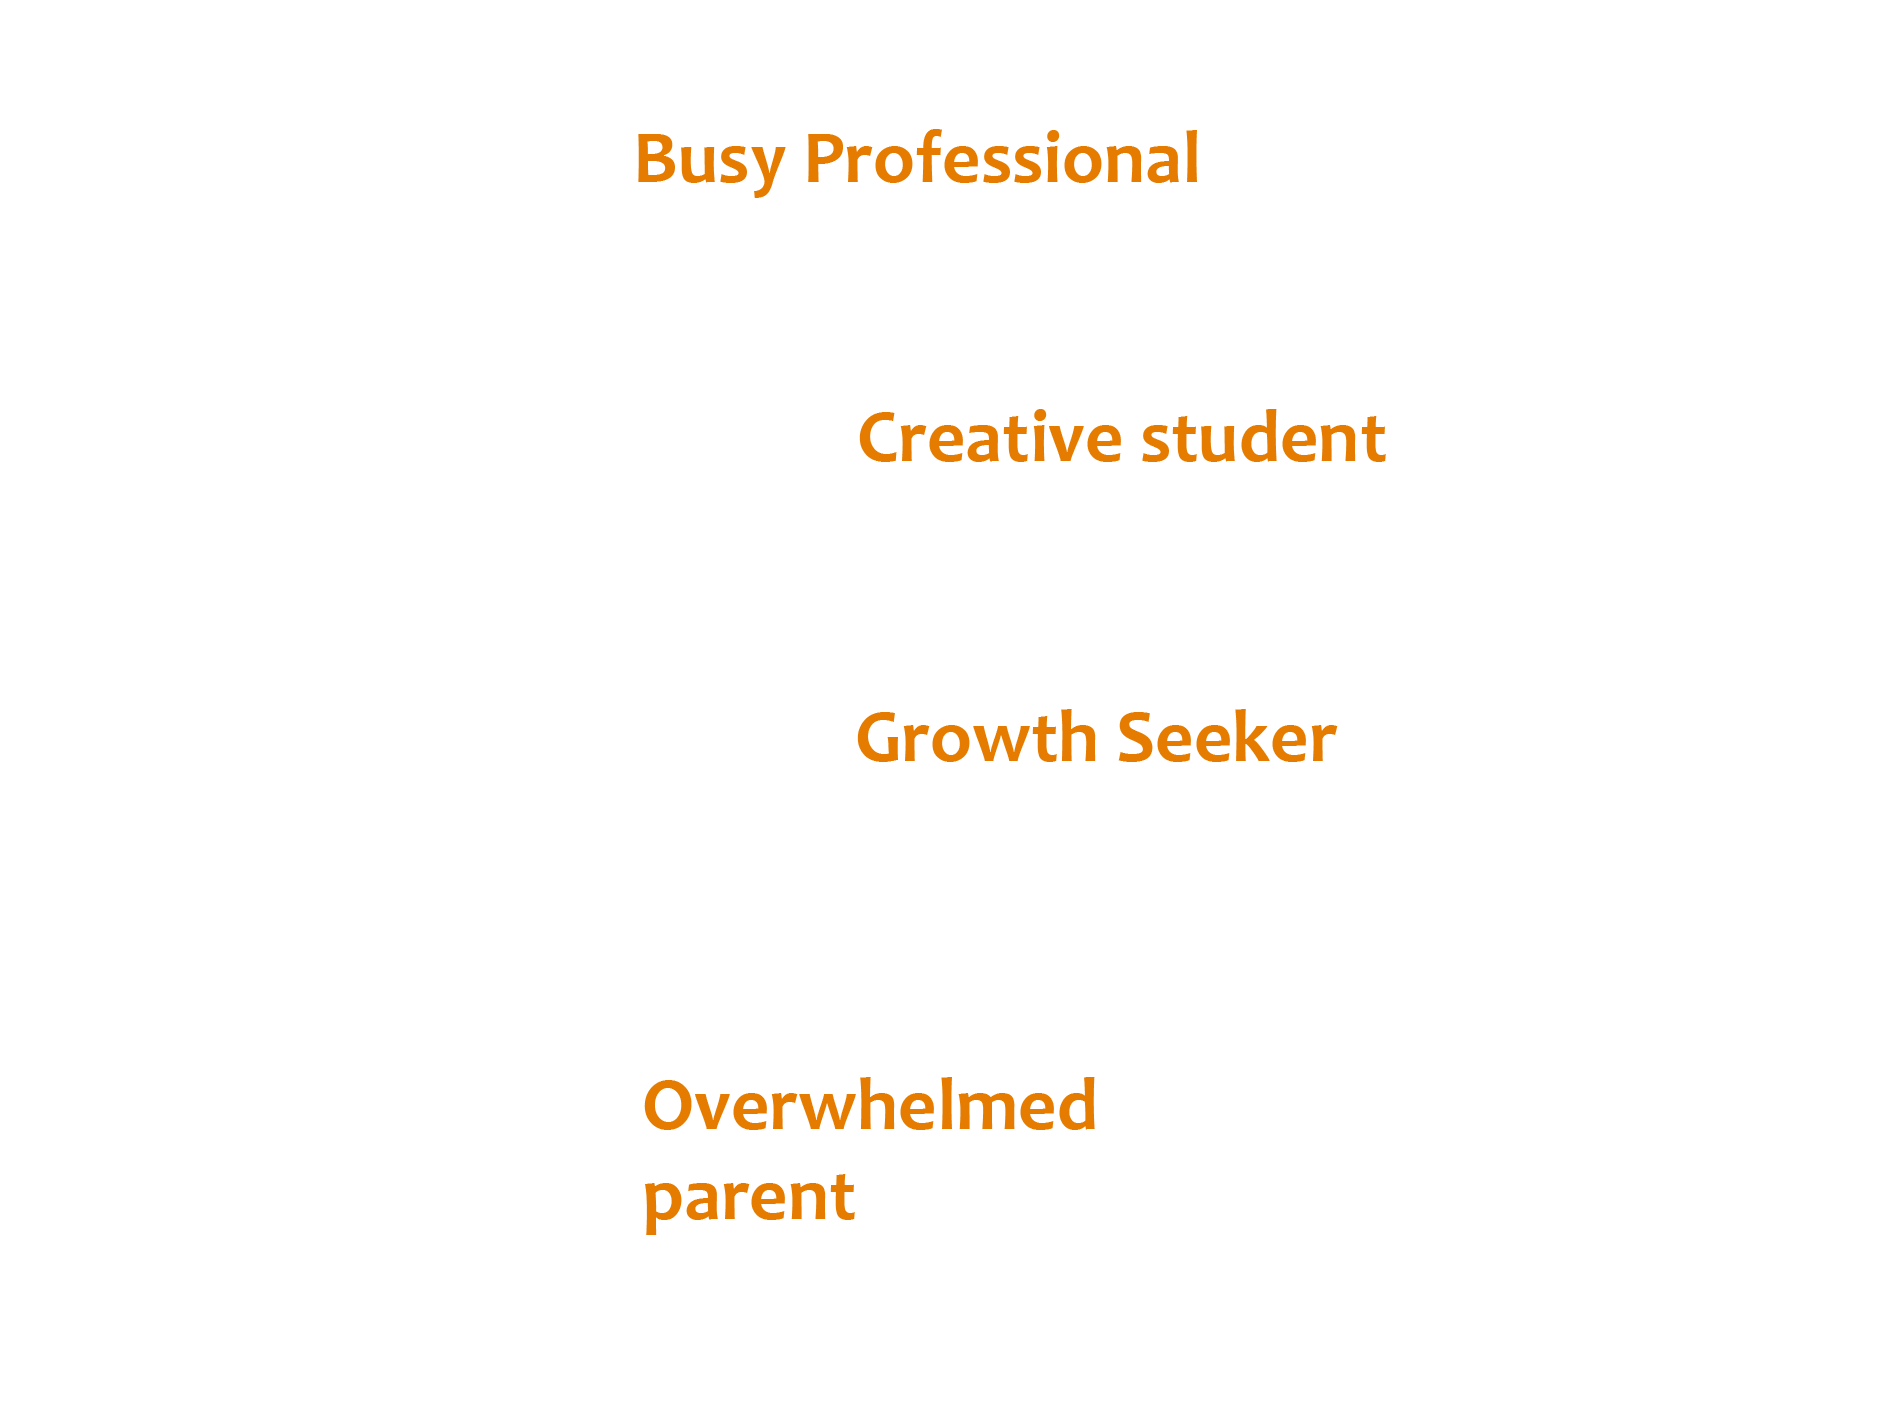 Busy Professional
Creative student
Growth Seeker
Overwhelmed
parent